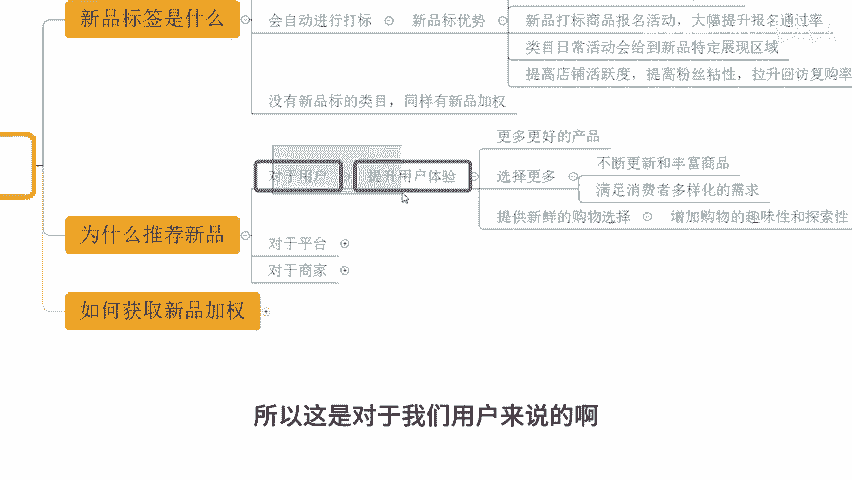 新品标签是什么
会自动进行打标
新品标优势
新品打标商品报名活动，大幅提升报名通过率
类目日常活动会给到新品特定展现区域
提高店铺活跃度，提高粉丝粘性，拉升回访复购率
没有新品标的类目，同样有新品加权
为什么推荐新品
对于用户
提升用户体验
更多更好的产品
选择更多
不断更新和丰富商品
满足消费者多样化的需求
提供新鲜的购物选择
增加购物的趣味性和探索性
对于平台
对于商家
如何获取新品加权
所以这是对于我们用户来说的啊